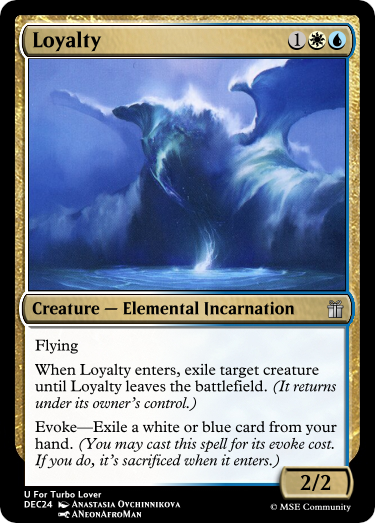 Loyalty 1
Creature — Elemental Incarnation
Flying
When Loyalty enters, exile target creature
until Loyalty leaves the battlefield. (It returns
under its owner's control.)
Evoke—Exile a white or blue card from your
hand. (You may cast this spell for its evoke cost.
If you do, it's sacrificed when it enters.)
2/2
U For Turbo Lover
DEC24 Anastasia Ovchinnikova
ANeonAfroMan
© MSE Community